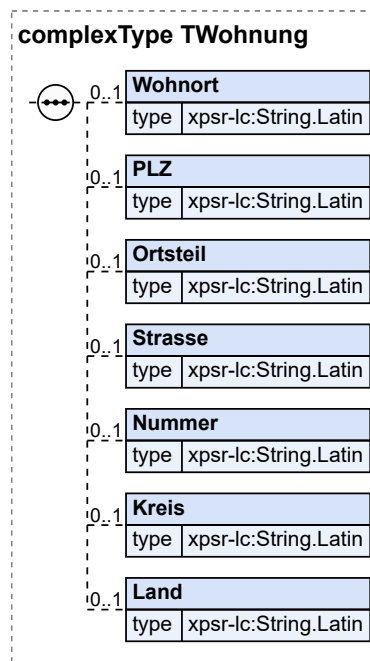 complexType TWohnung
0..1 Wohnort
type xpsr-lc:String.Latin
0..1 PLZ
type xpsr-lc:String.Latin
0..1 Ortsteil
type xpsr-lc:String.Latin
0..1 Strasse
type xpsr-lc:String.Latin
0..1 Nummer
type xpsr-lc:String.Latin
0..1 Kreis
type xpsr-lc:String.Latin
0..1 Land
type xpsr-lc:String.Latin